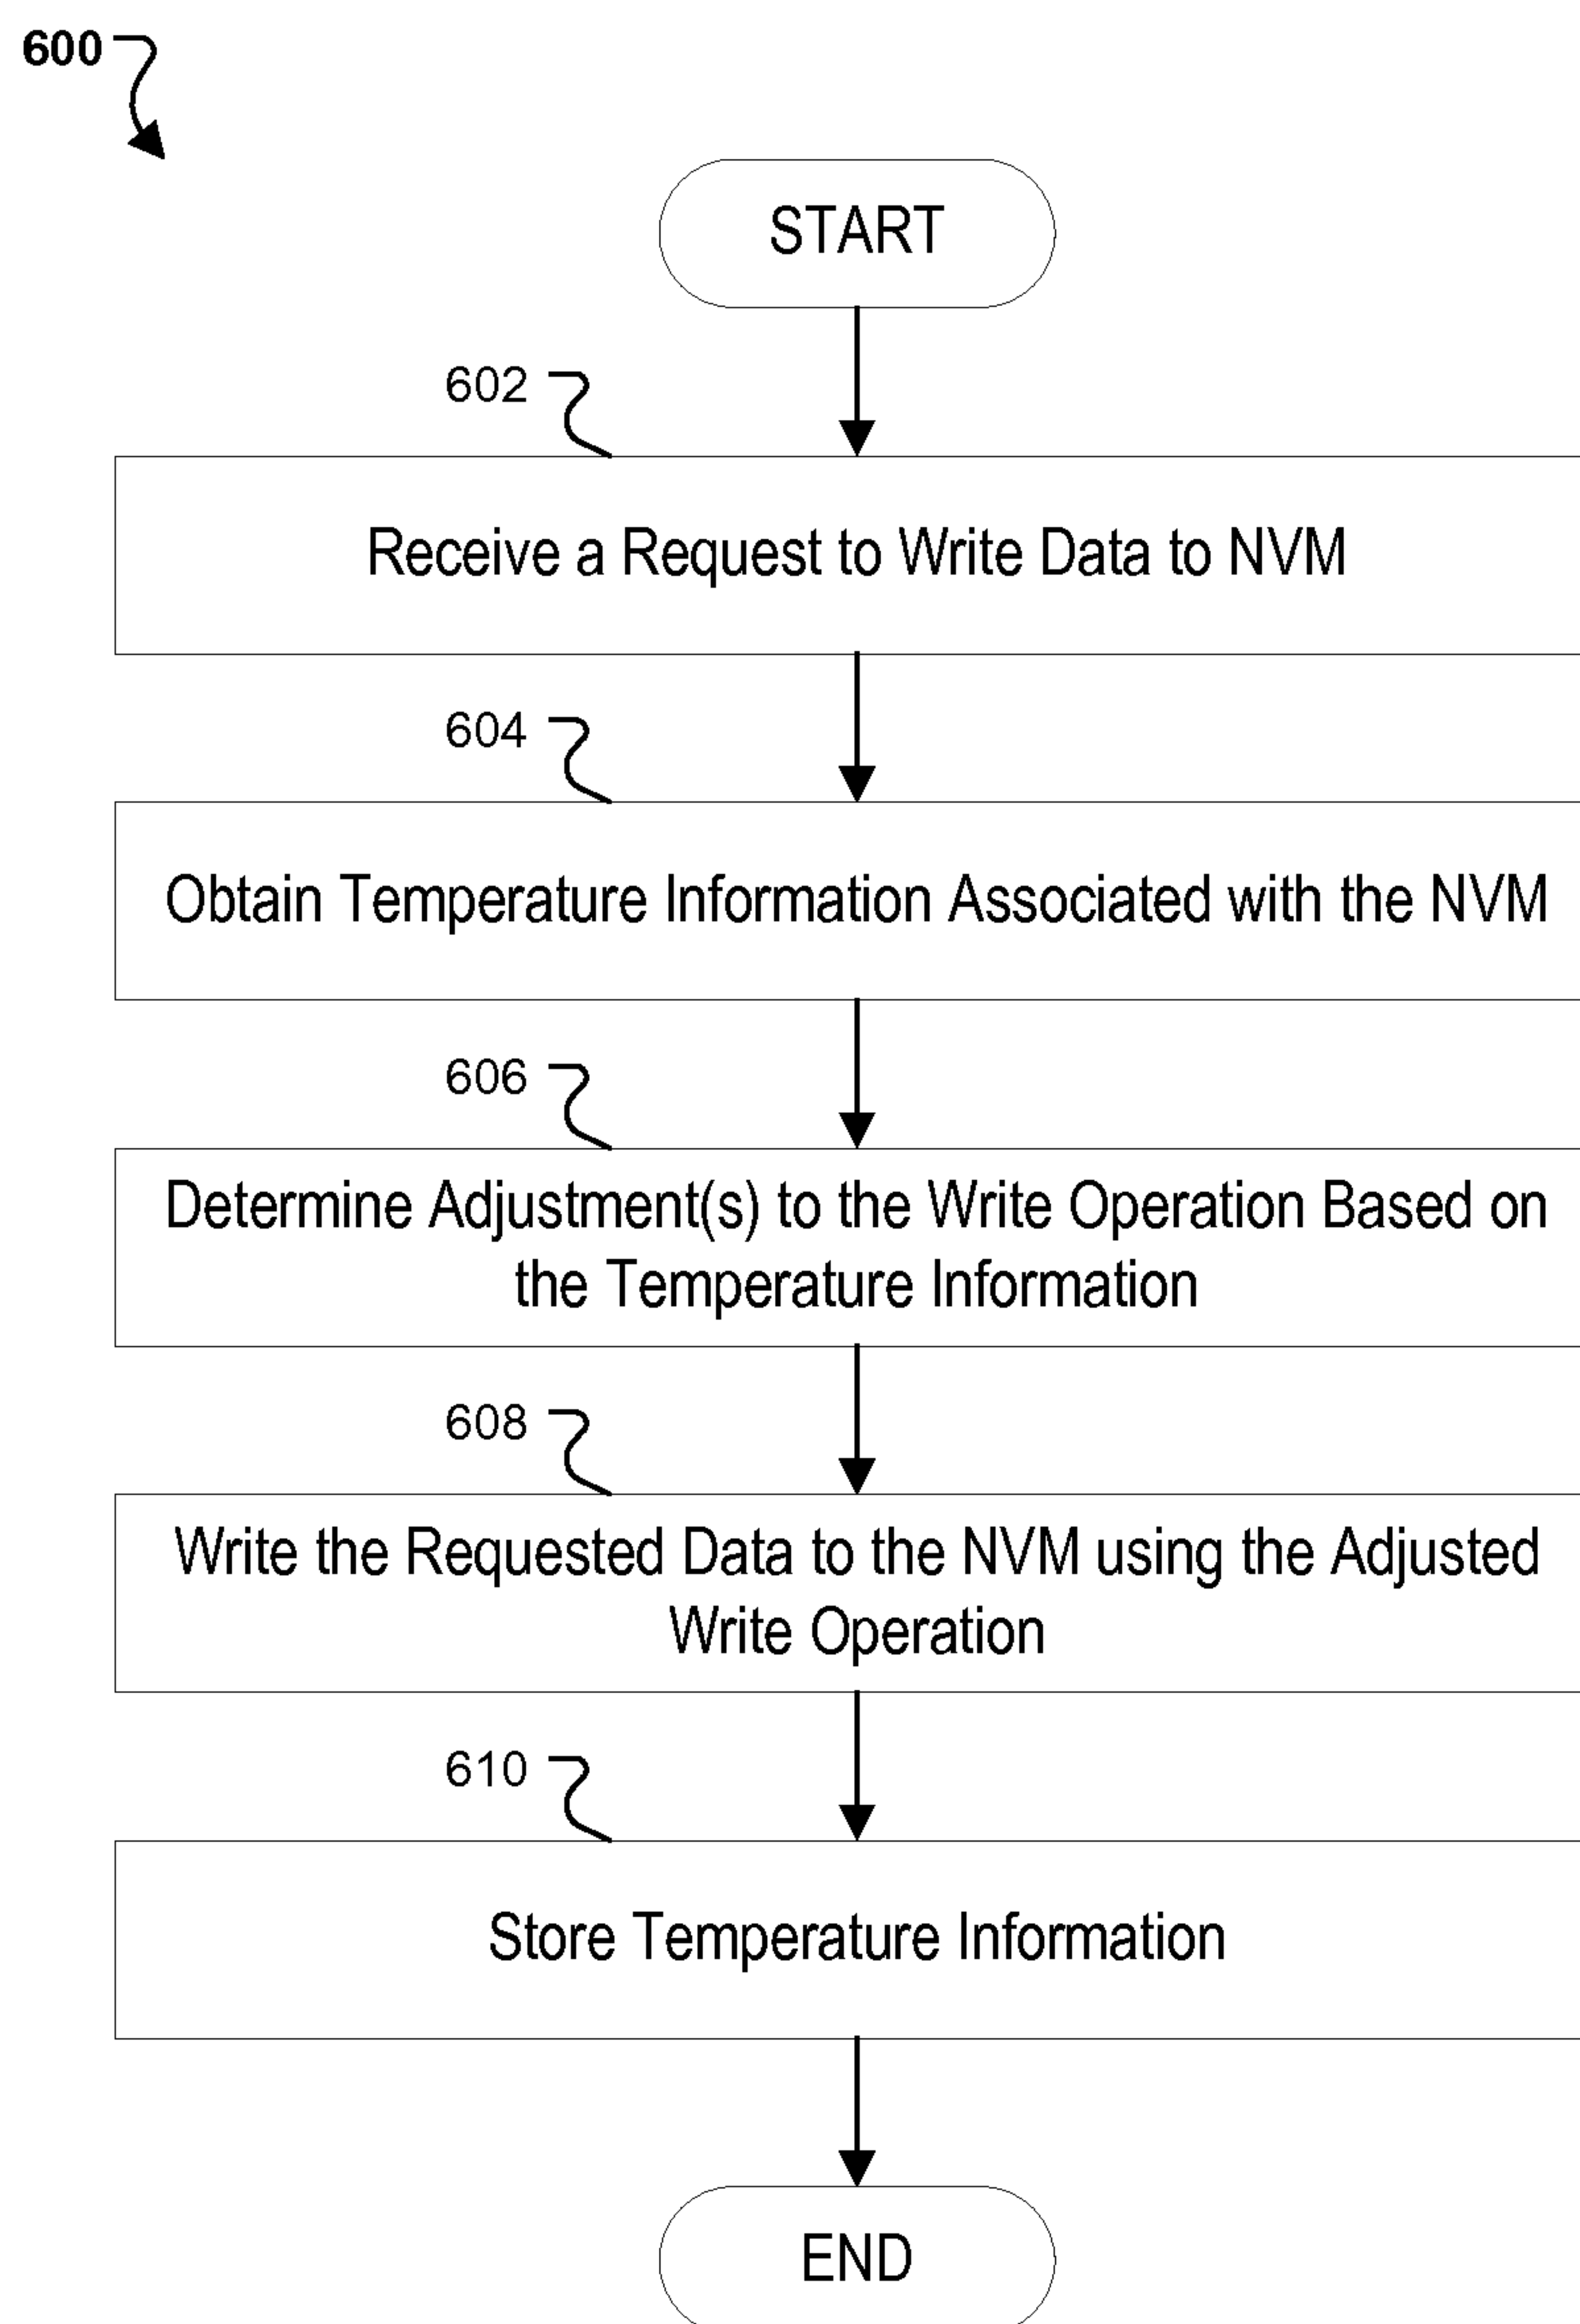 600
START
602
Receive a Request to Write Data to NVM
604
Obtain Temperature Information Associated with the NVM
606
Determine Adjustment(s) to the Write Operation Based on
the Temperature Information
608
Write the Requested Data to the NVM using the Adjusted
Write Operation
610
Store Temperature Information
END